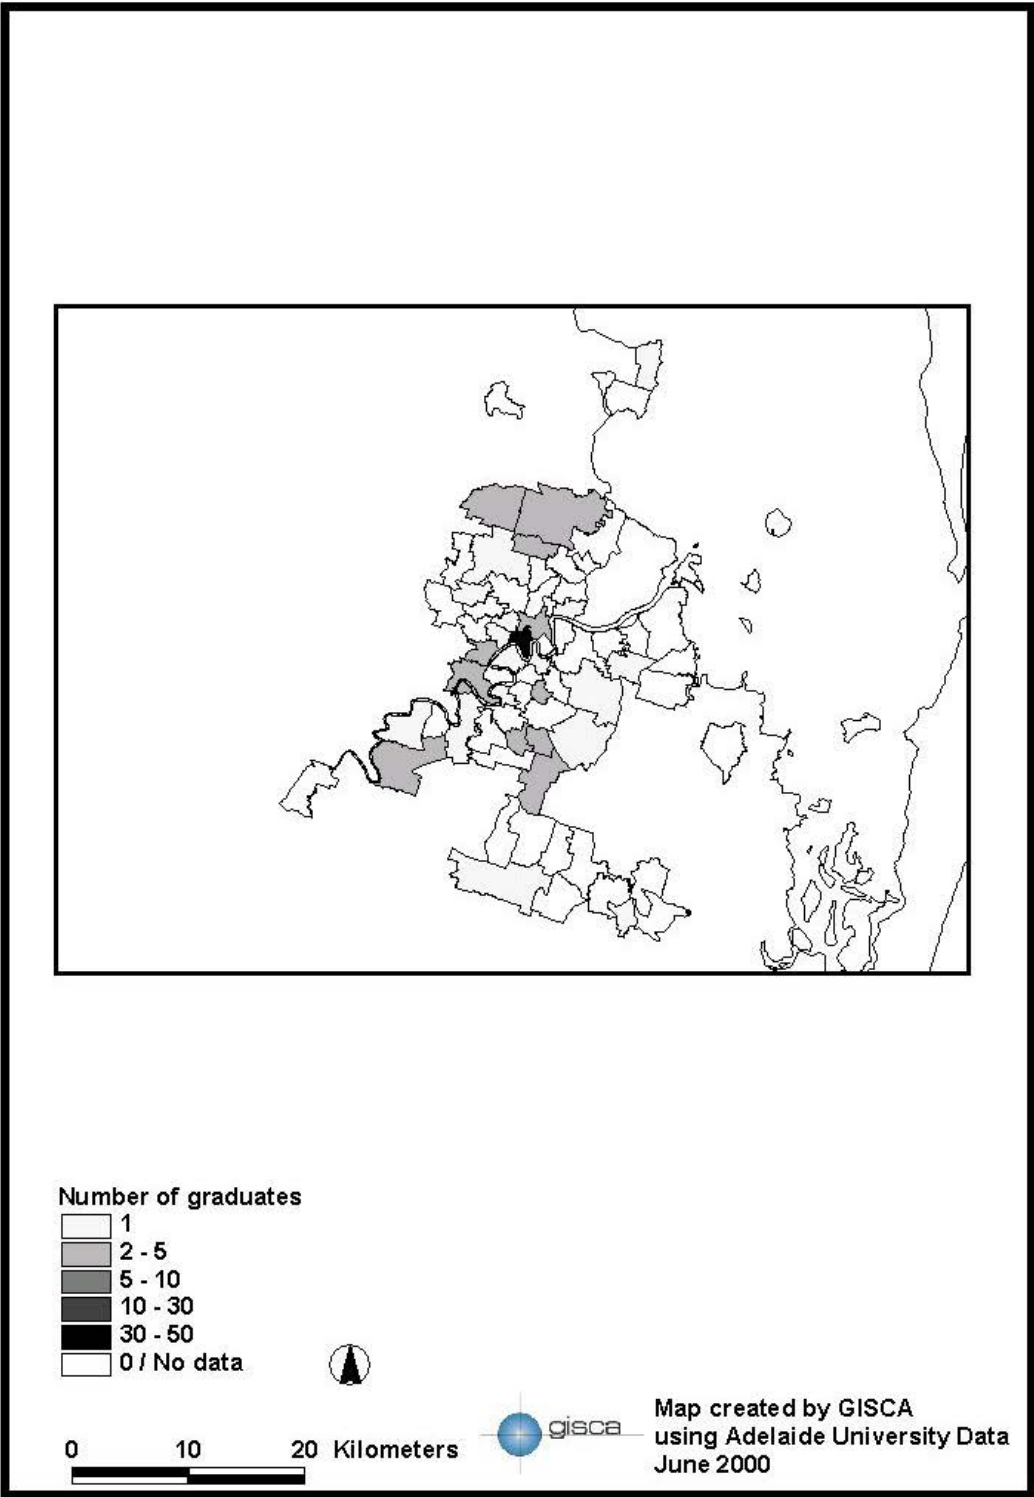 Number of graduates
1
2 - 5
5 - 10
10 - 30
30 - 50
0 / No data
0 10 20 Kilometers
gisca
Map created by GISCA
using Adelaide University Data
June 2000